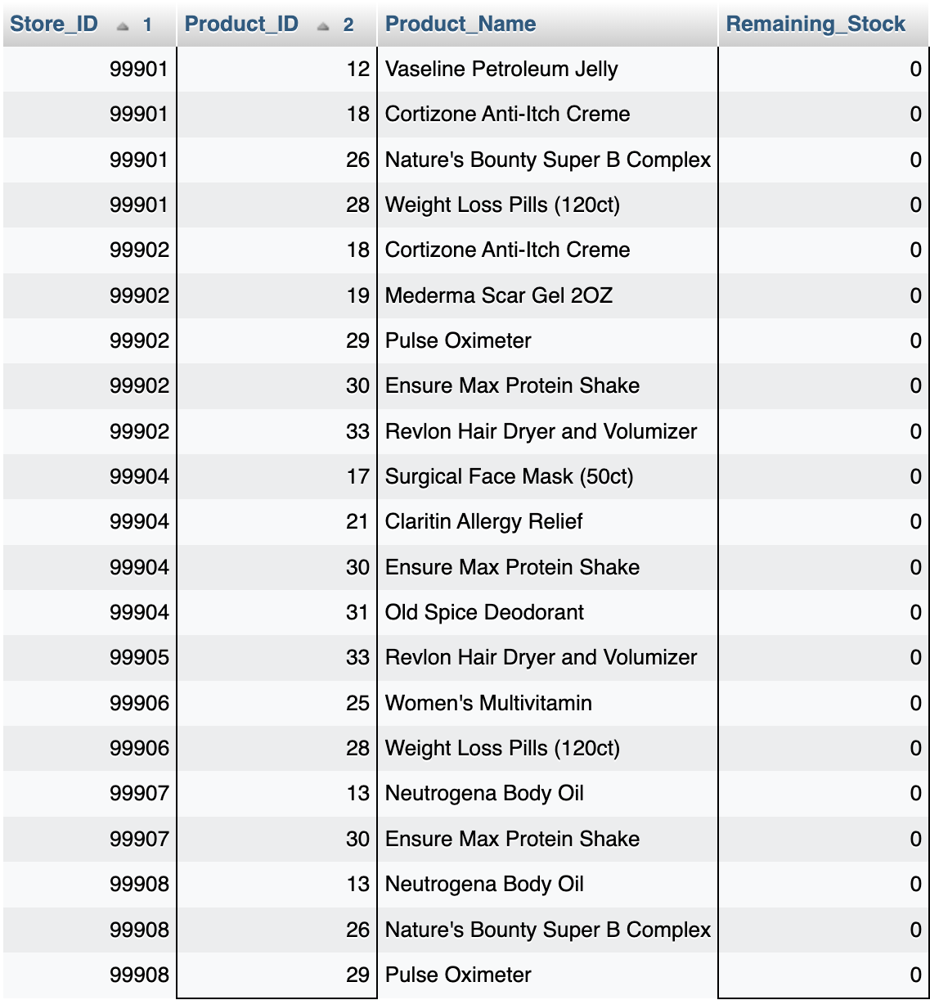 Store_ID 1 Product_ID 2 Product_Name Remaining_Stock
99901 12 Vaseline Petroleum Jelly 0
99901 18 Cortizone Anti-Itch Creme 0
99901 26 Nature's Bounty Super B Complex 0
99901 28 Weight Loss Pills (120ct) 0
99902 18 Cortizone Anti-Itch Creme 0
99902 19 Mederma Scar Gel 2OZ 0
99902 29 Pulse Oximeter 0
99902 30 Ensure Max Protein Shake 0
99902 33 Revlon Hair Dryer and Volumizer 0
99904 17 Surgical Face Mask (50ct) 0
99904 21 Claritin Allergy Relief 0
99904 30 Ensure Max Protein Shake 0
99904 31 Old Spice Deodorant 0
99905 33 Revlon Hair Dryer and Volumizer 0
99906 25 Women's Multivitamin 0
99906 28 Weight Loss Pills (120ct) 0
99907 13 Neutrogena Body Oil 0
99907 30 Ensure Max Protein Shake 0
99908 13 Neutrogena Body Oil 0
99908 26 Nature's Bounty Super B Complex 0
99908 29 Pulse Oximeter 0